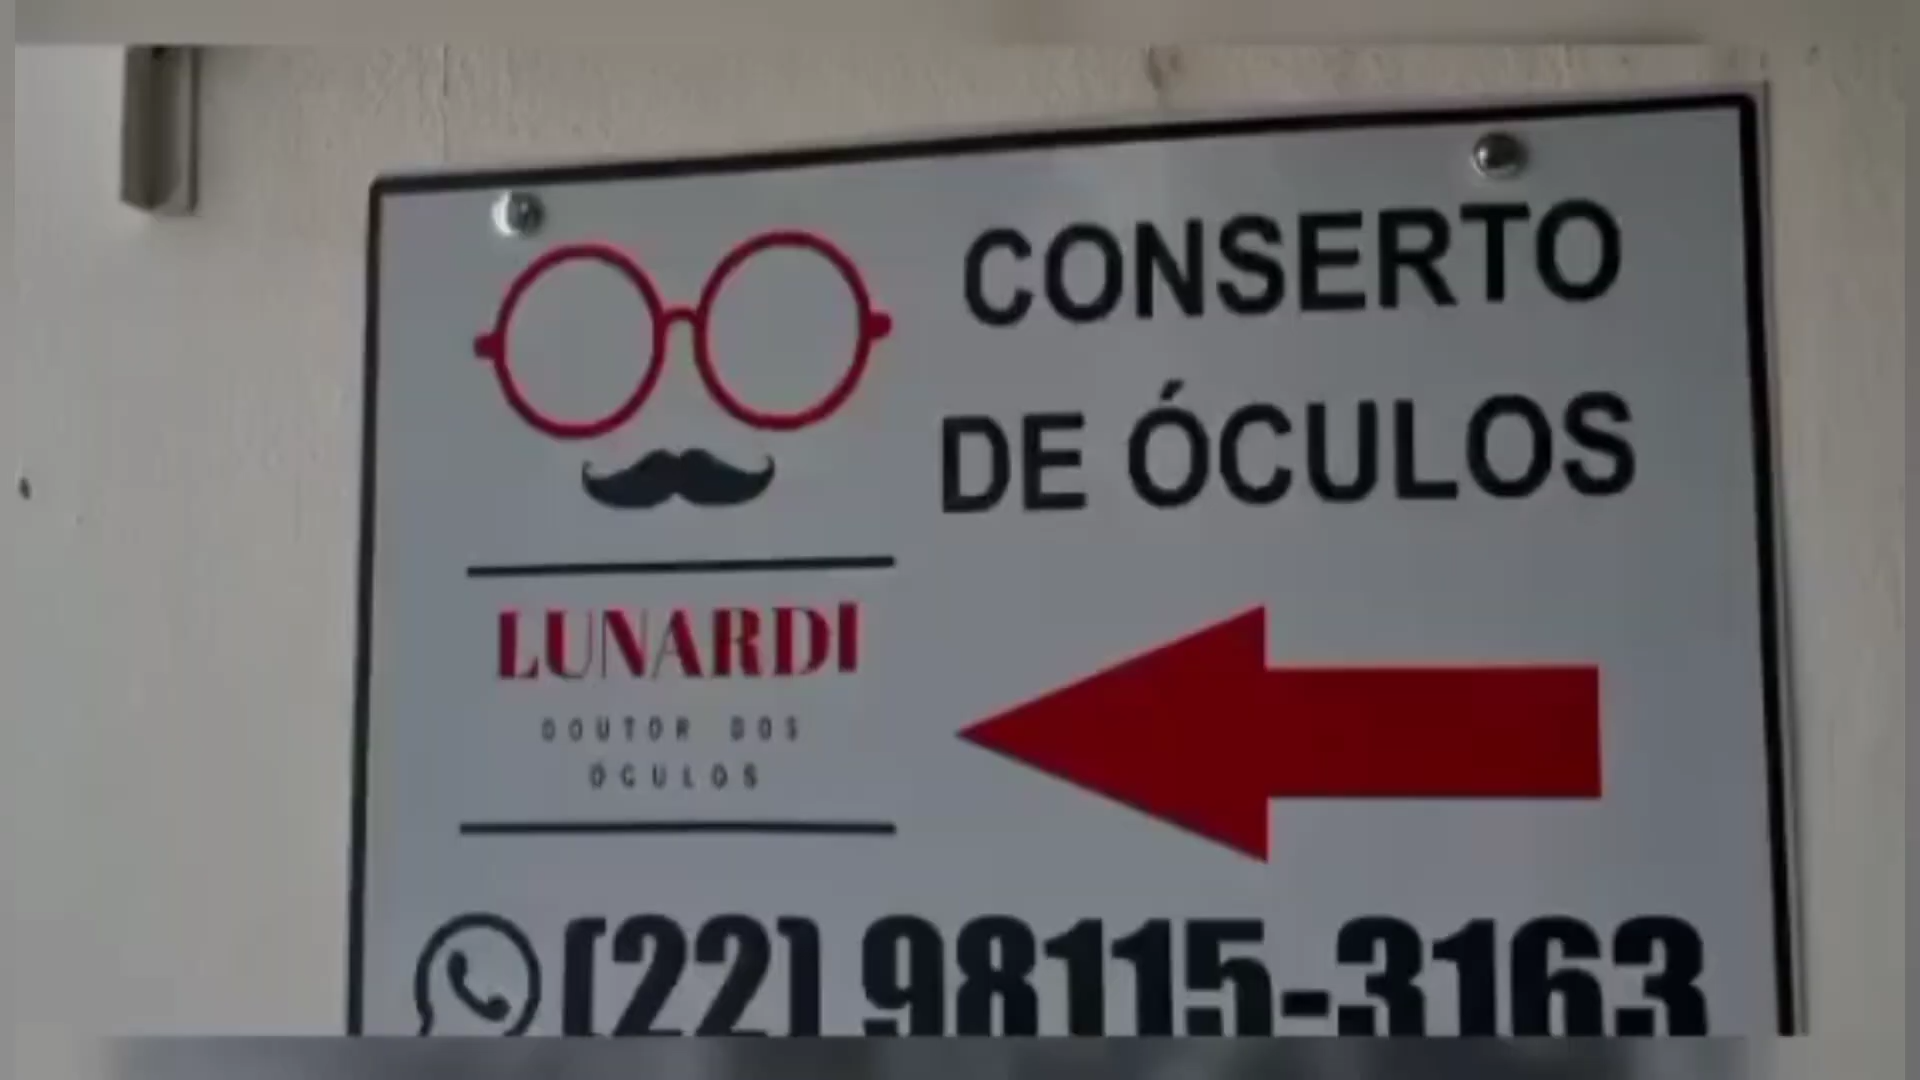 CONSERTO
DE ÓCULOS
LUNARDI
DOUTOR DOS
ÓCULOS
(22) 98115-3163